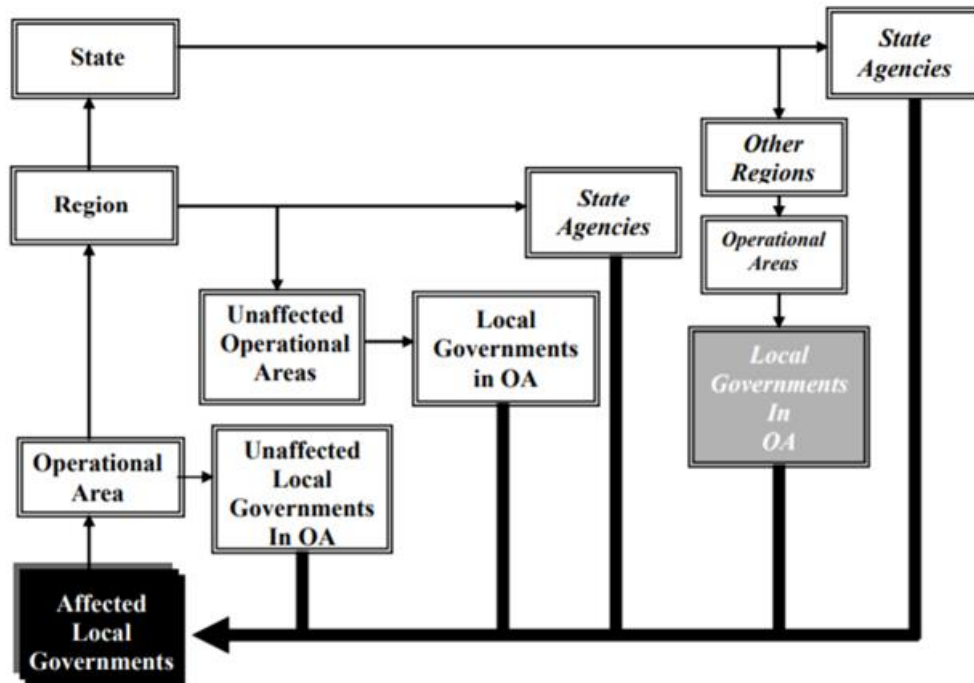 State
State
Agencies
Other
Regions
Region
State
Agencies
Operational
Areas
Unaffected
Operational
Areas
Local
Governments
in OA
Local
Governments
In
OA
Operational
Area
Unaffected
Local
Governments
In OA
Affected
Local
Governments